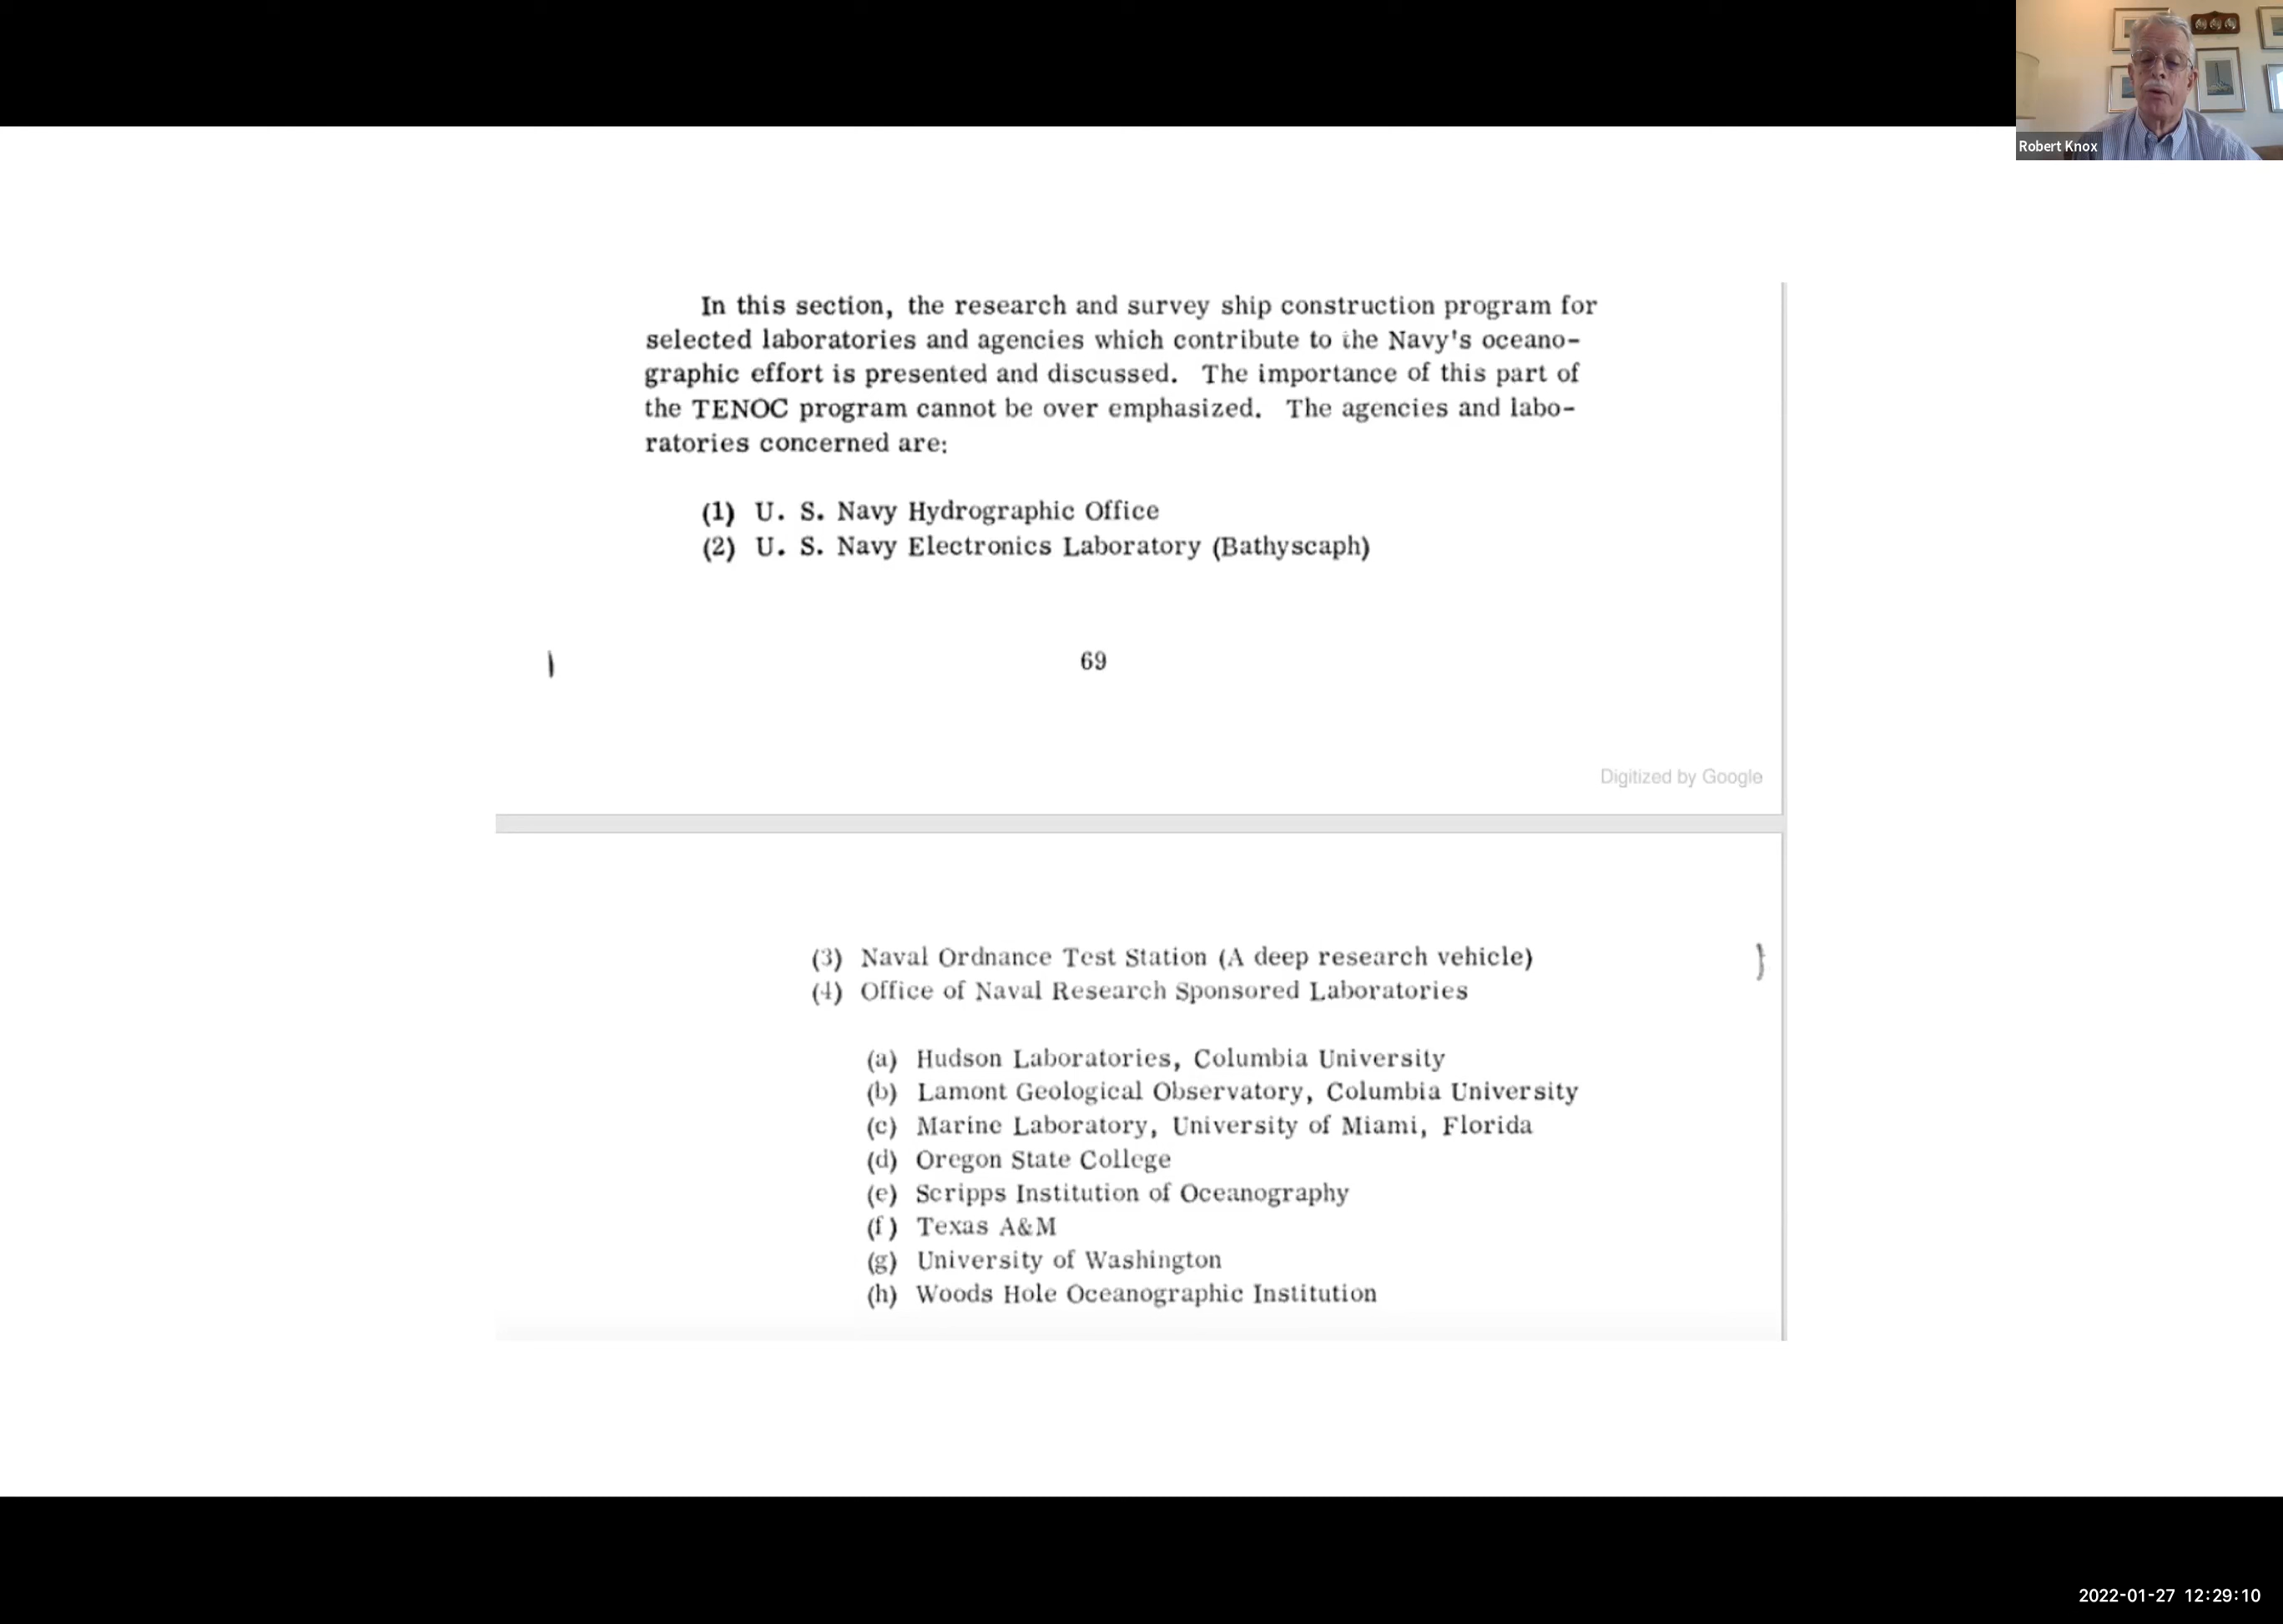 Robert Knox
In this section, the research and survey ship construction program for
selected laboratories and agencies which contribute to the Navy's oceano-
graphic effort is presented and discussed. The importance of this part of
the TENOC program cannot be over emphasized. The agencies and labo-
ratories concerned are:
(1) U. S. Navy Hydrographic Office
(2) U. S. Navy Electronics Laboratory (Bathyscaph)
69
Digitized by Google
(3) Naval Ordnance Test Station (A deep research vehicle)
(4) Office of Naval Research Sponsored Laboratories
(a) Hudson Laboratories, Columbia University
(b) Lamont Geological Observatory, Columbia University
(c) Marine Laboratory, University of Miami, Florida
(d) Oregon State College
(e) Scripps Institution of Oceanography
(f) Texas A&M
(g) University of Washington
(h) Woods Hole Oceanographic Institution
2022-01-27 12:29:10